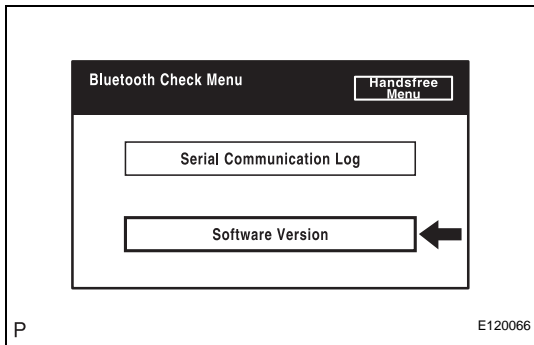 Bluetooth Check Menu
Handsfree
Menu
Serial Communication Log
Software Version
P
E120066